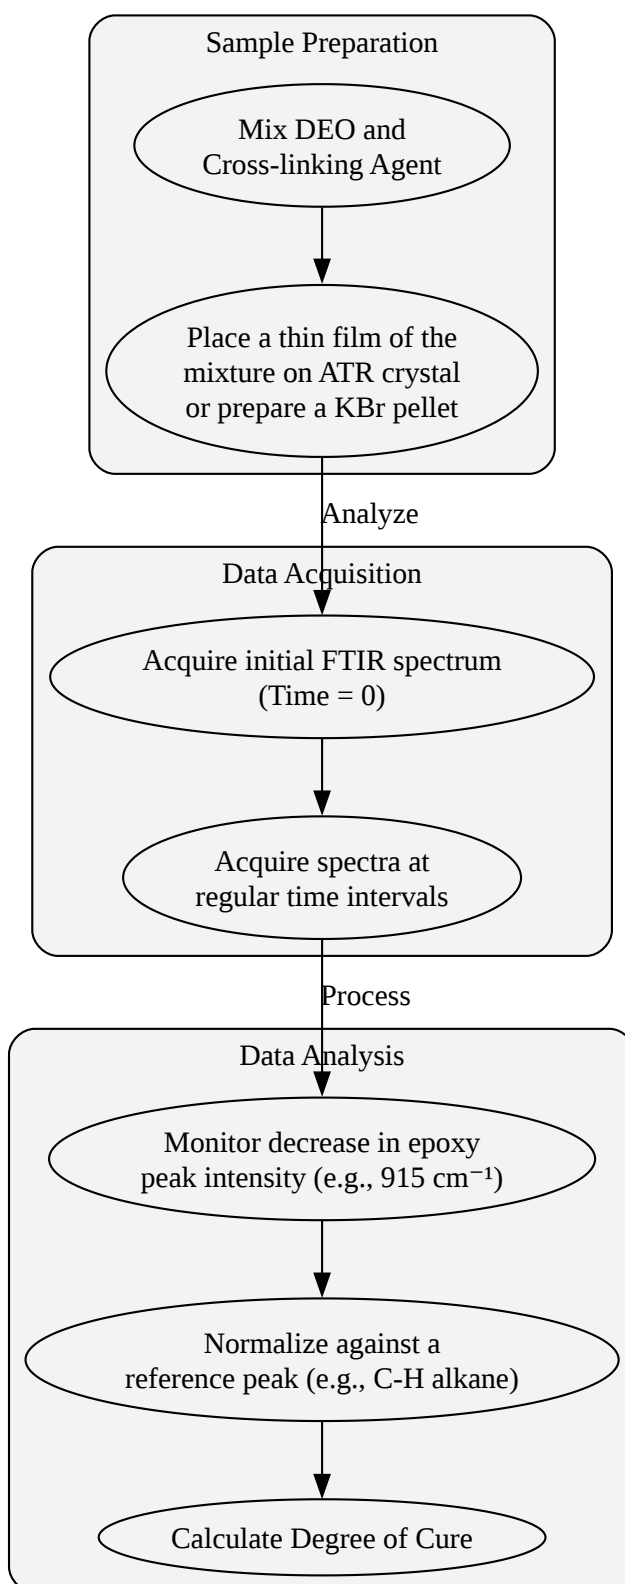 Sample Preparation
Mix DEO and
Cross-linking Agent
Place a thin film of the
mixture on ATR crystal
or prepare a KBr pellet
Analyze
Data Acquisition
Acquire initial FTIR spectrum
(Time = 0)
Acquire spectra at
regular time intervals
Process
Data Analysis
Monitor decrease in epoxy
peak intensity (e.g., 915 cm⁻¹)
Normalize against a
reference peak (e.g., C-H alkane)
Calculate Degree of Cure